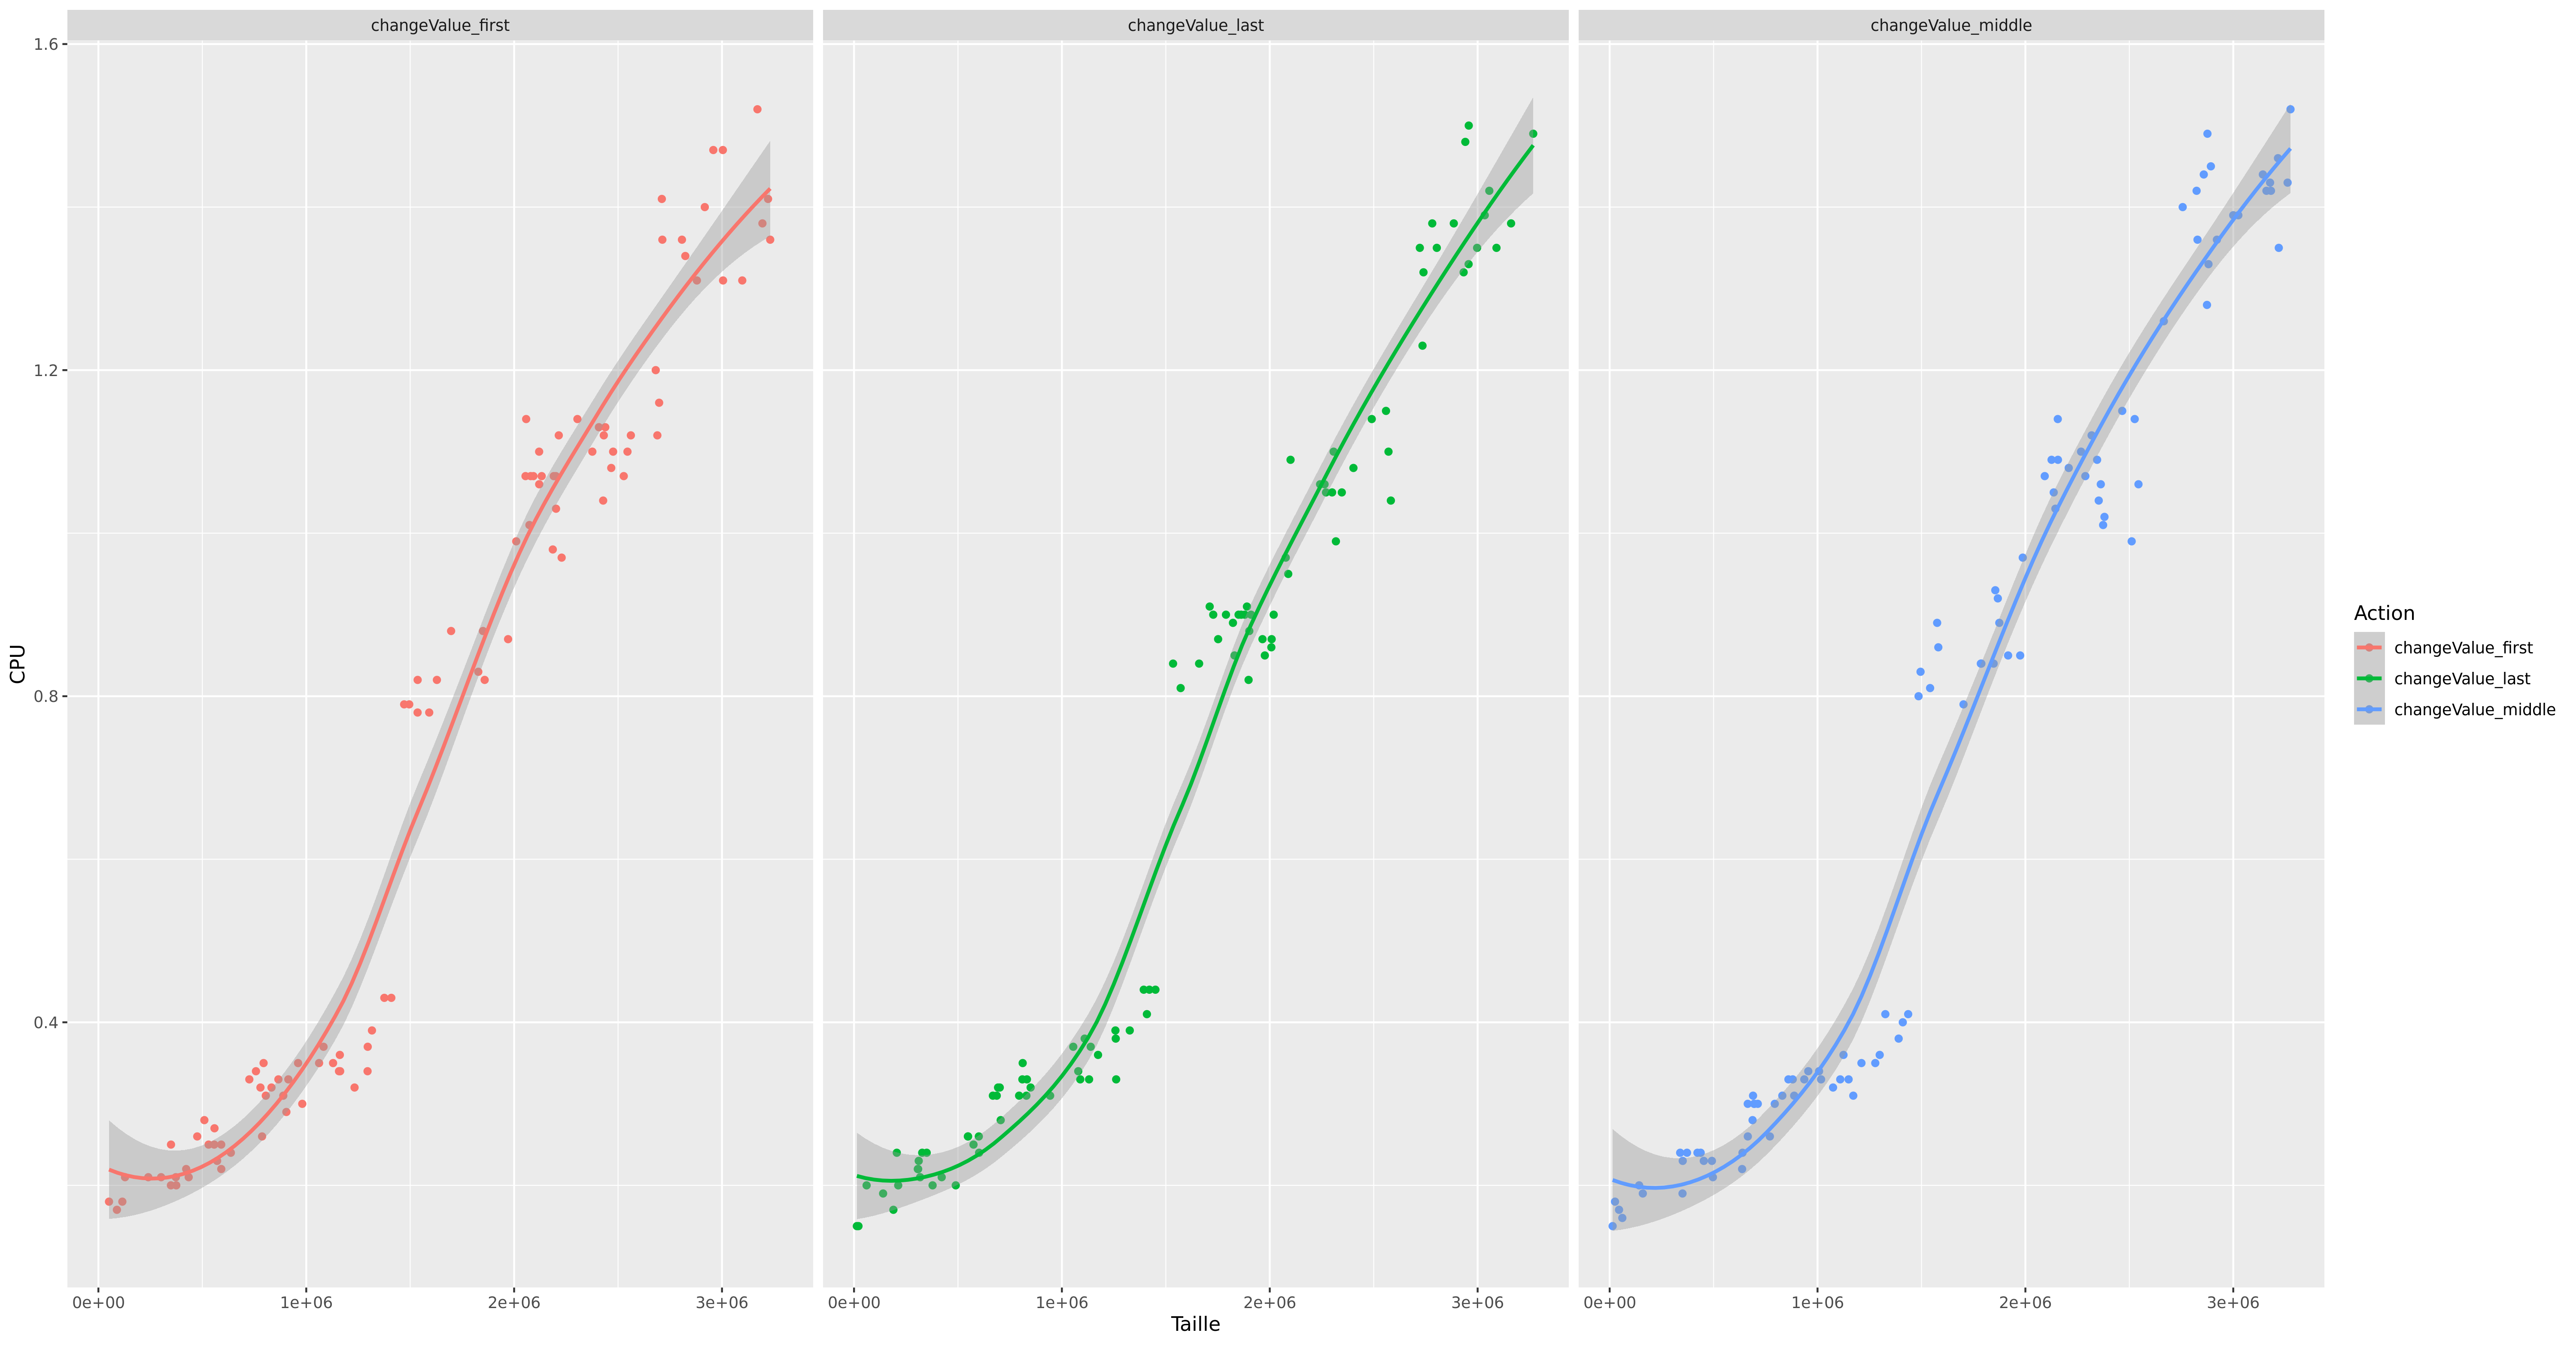 changeValue_first changeValue_last changeValue_middle
1.6
1.2
0.8
0.4
CPU
0e+00 1e+06 2e+06 3e+06 0e+00 1e+06 2e+06 3e+06 0e+00 1e+06 2e+06 3e+06
Taille
Action
changeValue_first
changeValue_last
changeValue_middle